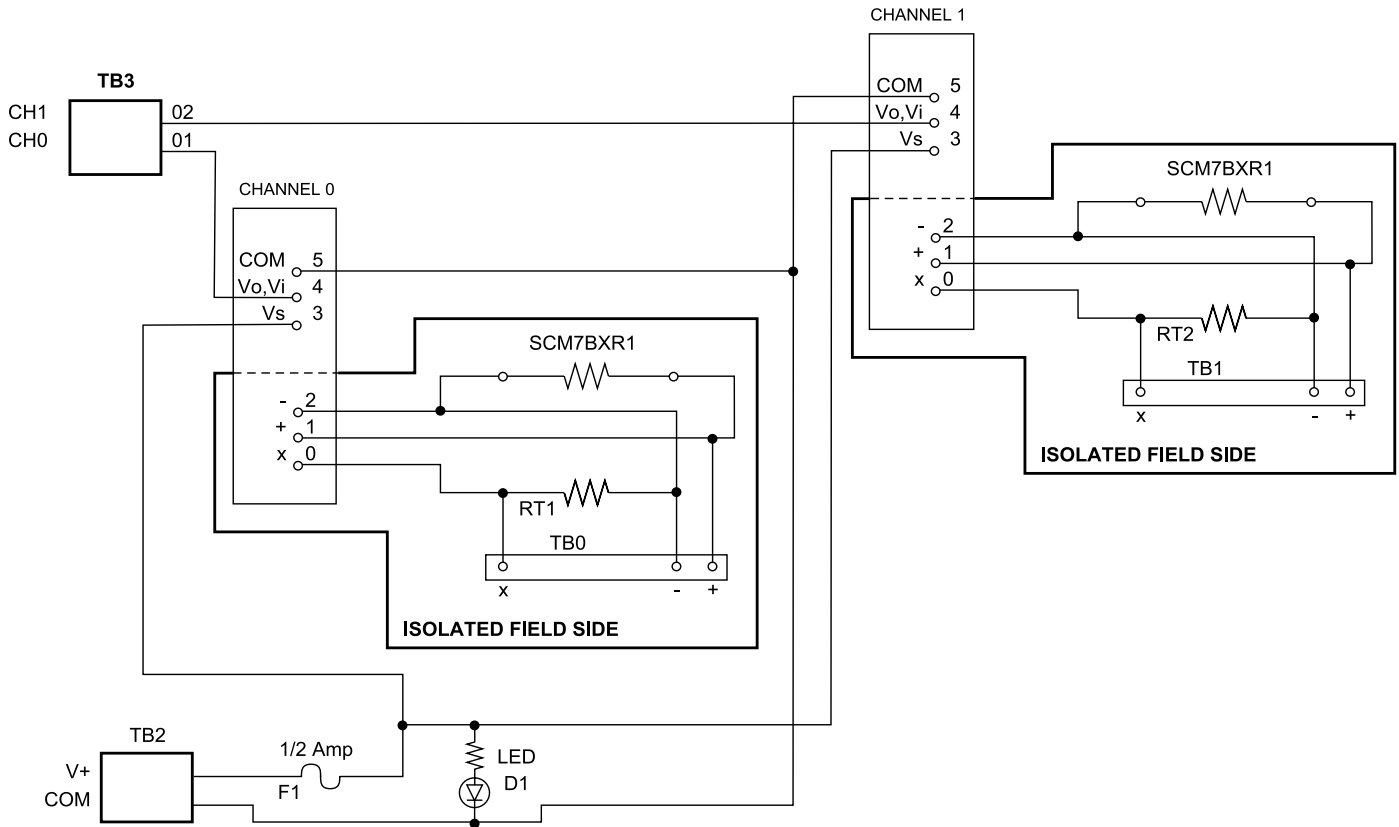 CHANNEL 1
TB3
CH1
CH0
02
01
COM 5
Vo,Vi 4
Vs 3
SCM7BXR1
- 2
+ 1
x 0
RT2
TB1
x - +
ISOLATED FIELD SIDE
CHANNEL 0
COM 5
Vo,Vi 4
Vs 3
SCM7BXR1
- 2
+ 1
x 0
RT1
TB0
x - +
ISOLATED FIELD SIDE
TB2
V+
COM
1/2 Amp
F1
LED
D1